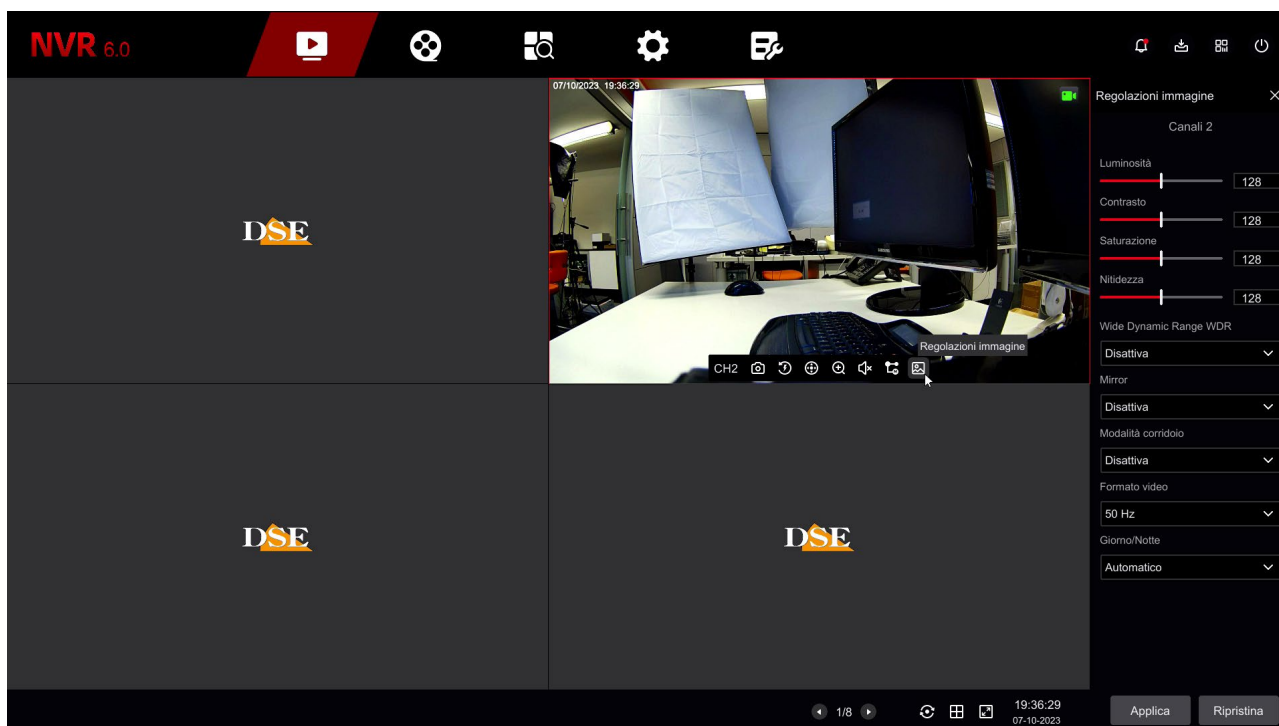 NVR 6.0
07/10/2023 19:36:29
Regolazioni immagine
Canali 2
Luminosità
128
Contrasto
128
Saturazione
128
Nitidezza
128
Wide Dynamic Range WDR
Disattiva
Mirror
Disattiva
Modalità corridoio
Disattiva
Formato video
50 Hz
Giorno/Notte
Automatico
DSE
Regolazioni immagine
CH2
DSE
DSE
1/8
19:36:29
07-10-2023
Applica
Ripristina